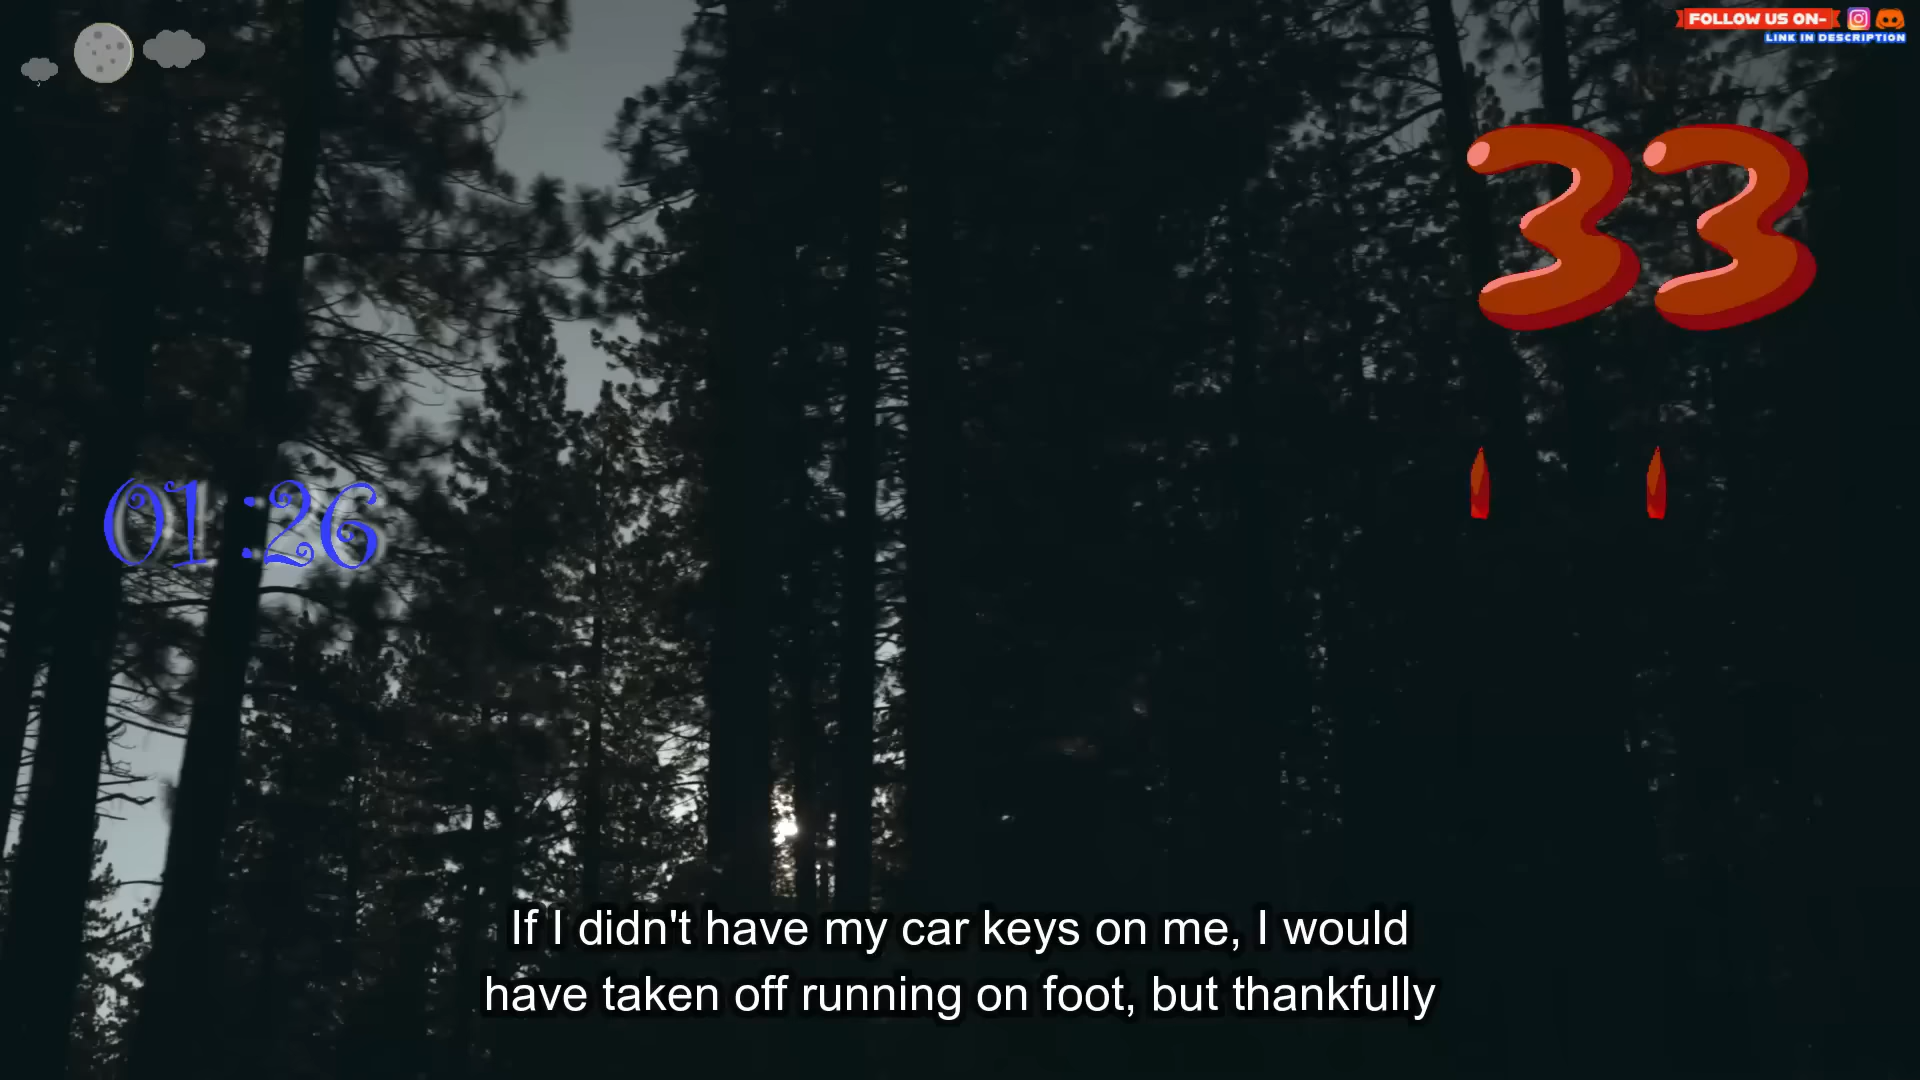 FOLLOW US ON-
LINK IN DESCRIPTION
33
01:26
If I didn't have my car keys on me, I would
have taken off running on foot, but thankfully